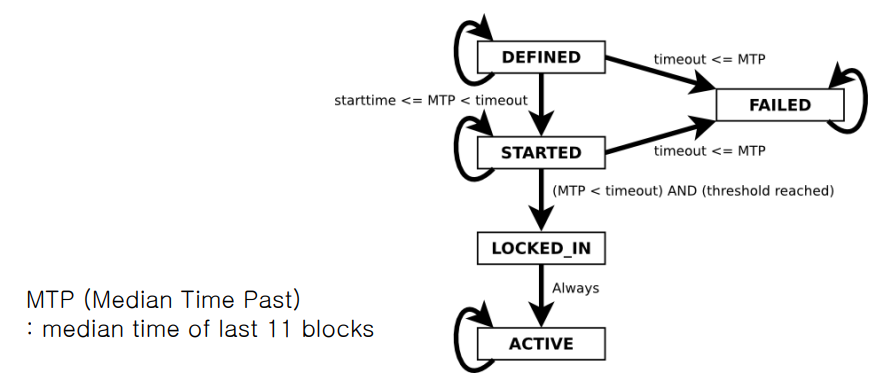 DEFINED
timeout <= MTP
starttime <= MTP < timeout
FAILED
STARTED
timeout <= MTP
(MTP < timeout) AND (threshold reached)
LOCKED_IN
Always
MTP (Median Time Past)
: median time of last 11 blocks
ACTIVE